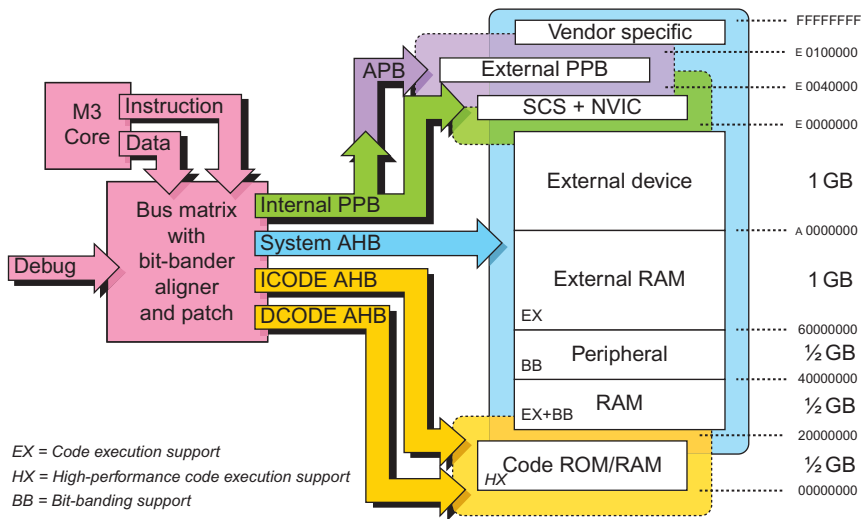 M3
Core
Instruction
Data
Debug
Bus matrix
with
bit-bander
aligner
and patch
APB
Internal PPB
System AHB
ICODE AHB
DCODE AHB
Vendor specific
External PPB
SCS + NVIC
External device
External RAM
EX
Peripheral
BB
RAM
EX+BB
Code ROM/RAM
HX
FFFFFFFF
E 0100000
E 0040000
E 0000000
1 GB
A 0000000
1 GB
60000000
½ GB
40000000
½ GB
20000000
½ GB
00000000
EX = Code execution support
HX = High-performance code execution support
BB = Bit-banding support